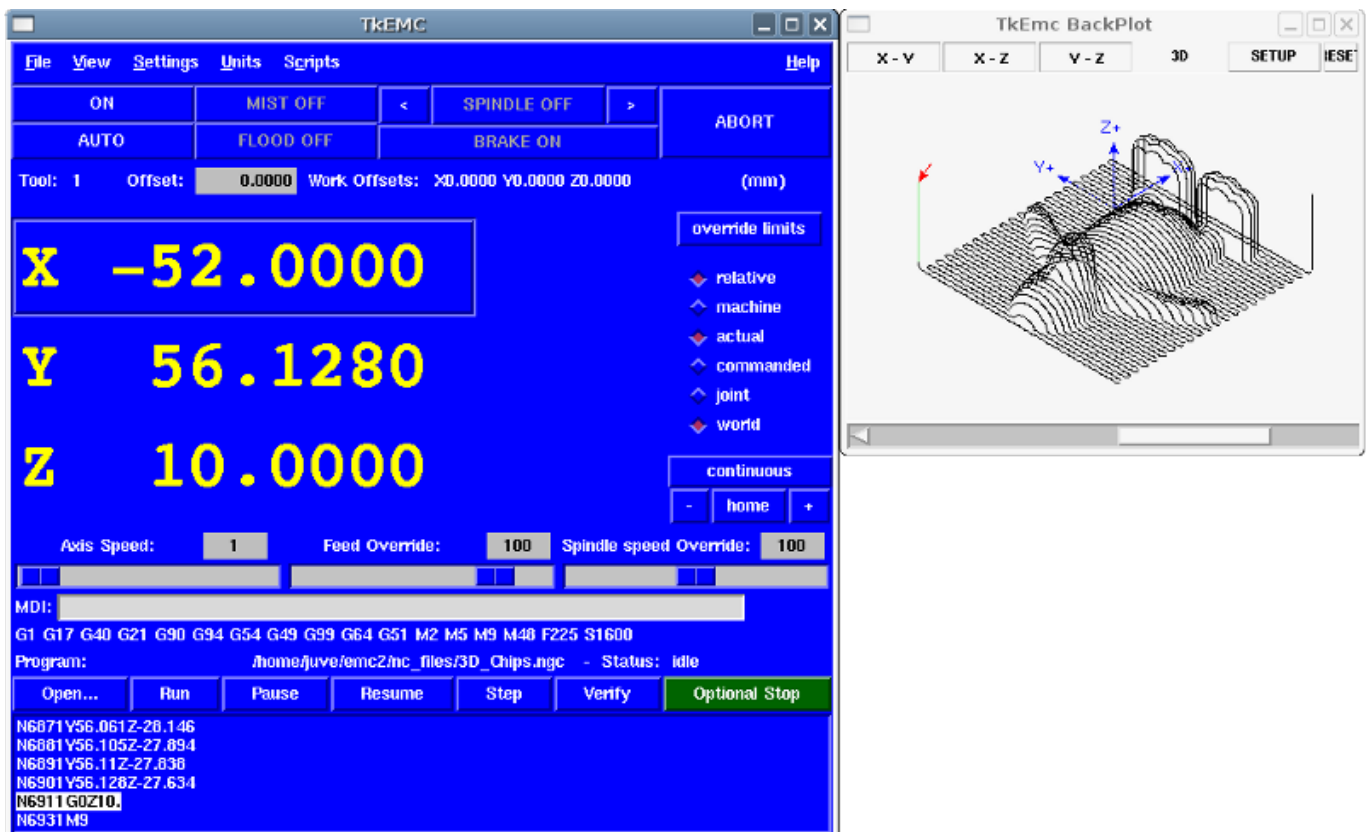 TkEMC
File View Settings Units Scripts Help
ON MIST OFF < SPINDLE OFF > ABORT
AUTO FLOOD OFF BRAKE ON
Tool: 1 Offset: 0.0000 Work Offsets: X0.0000 Y0.0000 Z0.0000 (mm)
override limits
X -52.0000
relative
machine
Y 56.1280
actual
commanded
joint
world
Z 10.0000
continuous
- home +
Axis Speed: 1 Feed Override: 100 Spindle speed Override: 100
MDI:
G1 G17 G40 G21 G90 G94 G54 G49 G99 G64 G51 M2 M5 M9 M48 F225 S1600
Program: /home/juve/emc2/nc_files/3D_Chips.ngc - Status: idle
Open... Run Pause Resume Step Verify Optional Stop
N6871Y56.061Z-28.146
N6881Y56.105Z-27.894
N6891Y56.11Z-27.838
N6901Y56.128Z-27.634
N6911G0Z10.
N6931M9
TkEmc BackPlot
X - Y X - Z Y - Z 3D SETUP
Z+
Y+ X+